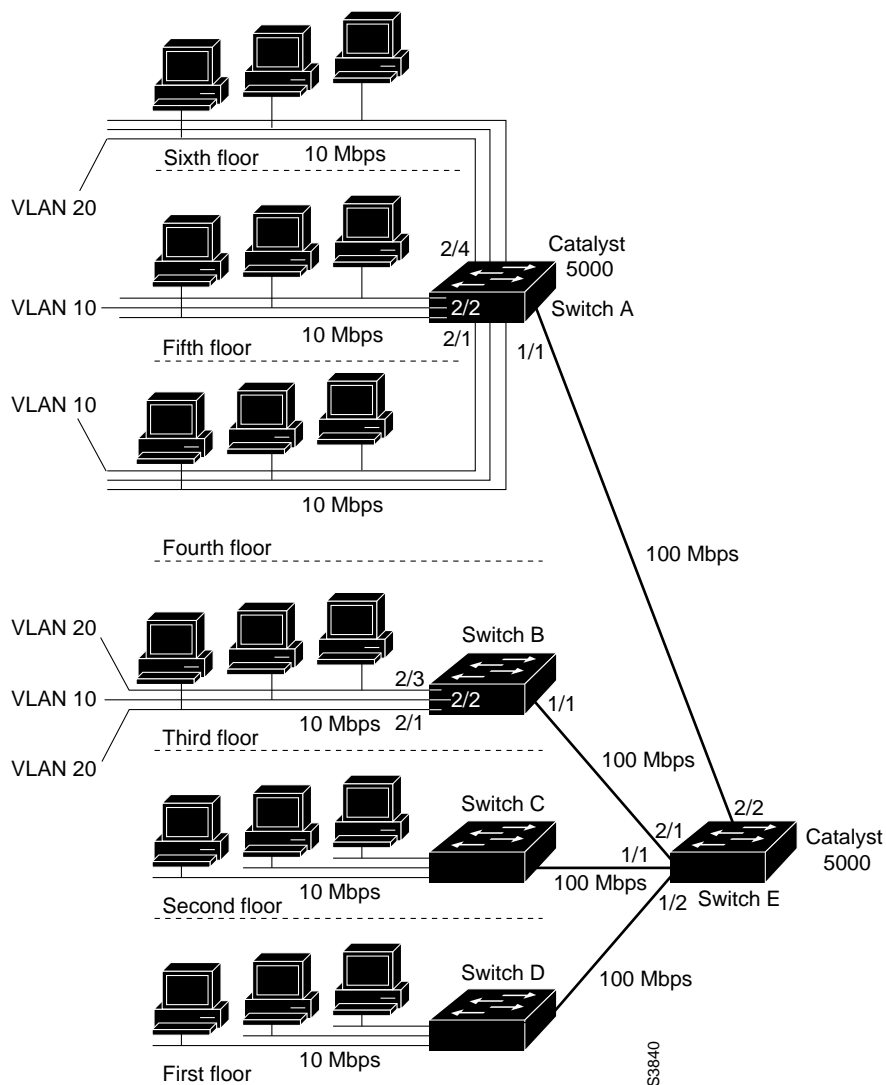 Sixth floor
10 Mbps
VLAN 20
2/4
Catalyst
5000
VLAN 10
2/2
Switch A
10 Mbps
2/1
1/1
Fifth floor
VLAN 10
10 Mbps
Fourth floor
100 Mbps
VLAN 20
Switch B
2/3
VLAN 10
2/2
1/1
10 Mbps
2/1
Third floor
VLAN 20
100 Mbps
Switch C
2/2
2/1
Catalyst
5000
1/1
10 Mbps
100 Mbps
Second floor
1/2
Switch E
Switch D
100 Mbps
10 Mbps
First floor
S3840